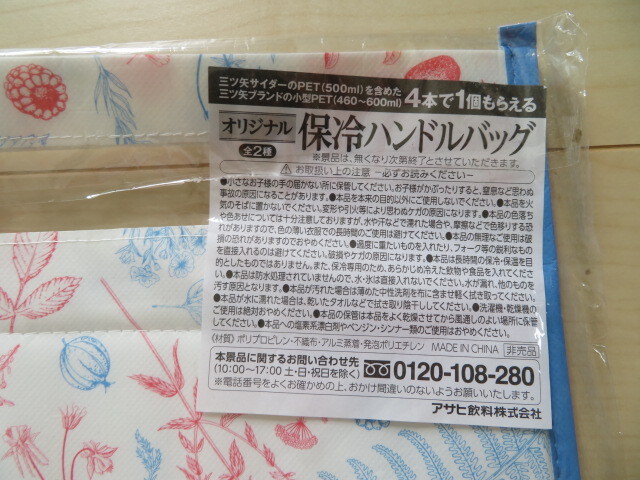 三ツ矢サイダーのPET(500ml)を含めた
三ツ矢ブランドの小型PET(460〜600ml) 4本で1個もらえる
オリジナル 保冷ハンドルバッグ
全2種 ※景品は、無くなり次第終了とさせていただきます。
⚠お取扱い上の注意 -必ずお読みください-
●小さなお子様の手の届かない所に保管してください。お子様がかぶったりすると、窒息など思わぬ
事故の原因になることがあります。●本品を本来の目的以外にご使用しないでください。●本品を火
気のそばに置かないでください。変形や引火等により思わぬケガの原因になります。●本品の色落ち
や色あせについては十分注意しておりますが、水や汗などで濡れた場合や、摩擦などで色移りする恐
れがありますので、色の薄い衣服での長時間のご使用は避けてください。●本品の無理なご使用は破
損の恐れがありますのでおやめください。●過度に重たいものを入れたり、フォーク等の鋭利なもの
を直接入れるのは避けてください。破損やケガの原因になります。●本品は長時間の保冷・保温を目
的としたものではありません。また、保冷専用のため、あらかじめ冷えた飲物や食品を入れてくださ
い。●本品は防水処理されていませんので、水・氷は直接入れないでください。水が漏れ、他のものを
汚す原因となります。●本品が汚れた場合は薄めた中性洗剤を布に含ませ軽く拭き取ってください。
●本品が水に濡れた場合は、乾いたタオルなどで拭き取り陰干ししてください。●洗濯機・乾燥機の
ご使用は絶対おやめください。●本品の保管は本品をよく乾燥させてから風通しのよい場所に保管
してください。●本品への塩素系漂白剤やベンジン・シンナー類のご使用はおやめください。
〈材質〉ポリプロピレン・不織布・アルミ蒸着・発泡ポリエチレン MADE IN CHINA 非売品
本景品に関するお問い合わせ先
(10:00〜17:00 土・日・祝日を除く) 0120-108-280
※電話番号をよくお確かめの上、おかけ間違いのないようお願いいたします。
アサヒ飲料株式会社